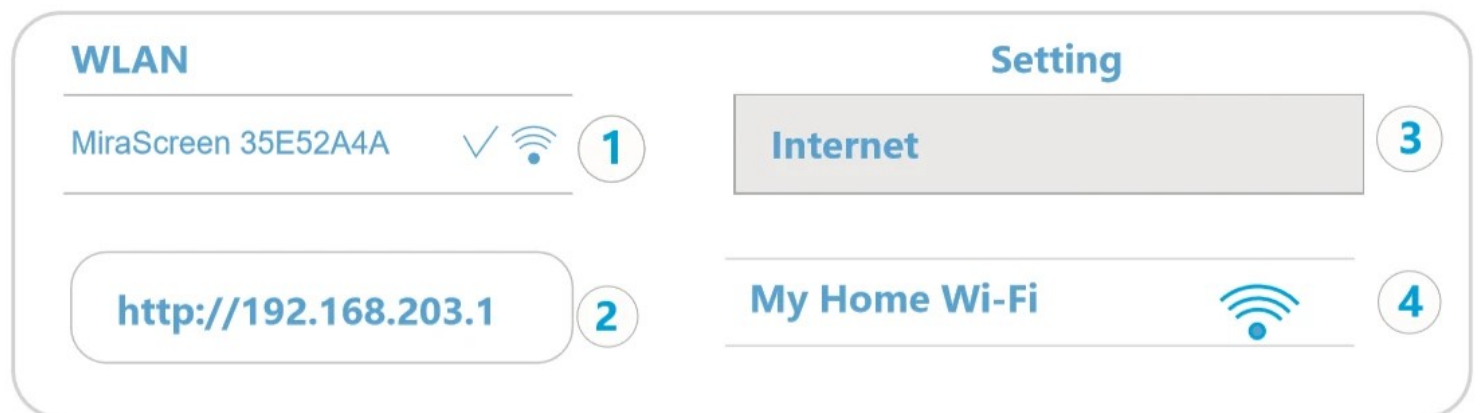 WLAN
MiraScreen 35E52A4A
1
http://192.168.203.1
2
Setting
Internet
3
My Home Wi-Fi
4